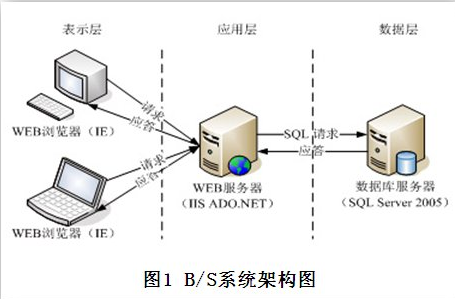 表示层
应用层
数据层
请求
应答
WEB浏览器（IE）
请求
应答
WEB浏览器（IE）
WEB服务器
（IIS ADO.NET）
SQL 请求
应答
数据库服务器
（SQL Server 2005）
图1 B/S系统架构图